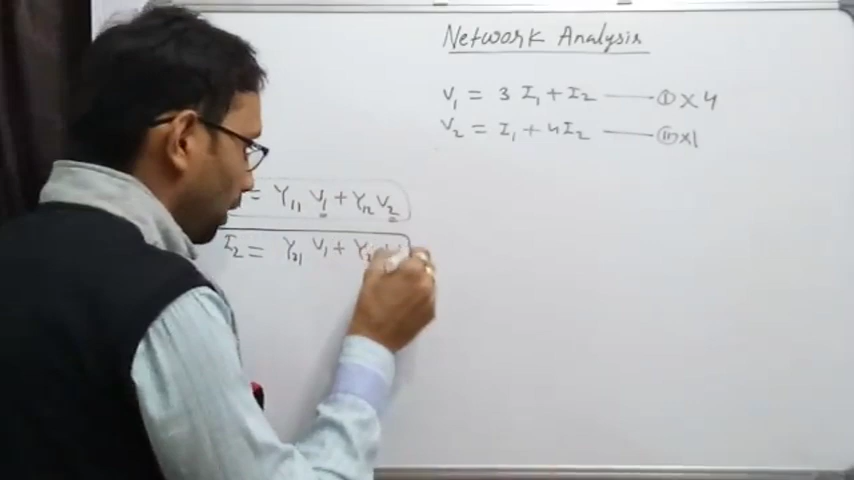 Network Analysis
V₁ = 3 I₁ + I₂ —— ① × 4
V₂ = I₁ + 4 I₂ —— ⑪ × 1
= Y₁₁ V₁ + Y₁₂ V₂
I₂ = Y₂₁ V₁ +